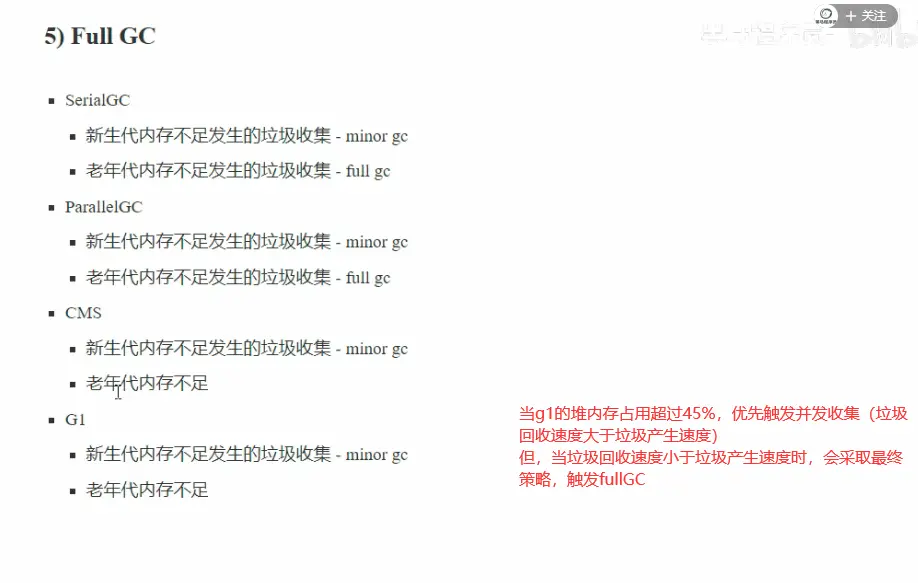 + 关注
5) Full GC
SerialGC
新生代内存不足发生的垃圾收集 - minor gc
老年代内存不足发生的垃圾收集 - full gc
ParallelGC
新生代内存不足发生的垃圾收集 - minor gc
老年代内存不足发生的垃圾收集 - full gc
CMS
新生代内存不足发生的垃圾收集 - minor gc
老年代内存不足
G1
新生代内存不足发生的垃圾收集 - minor gc
老年代内存不足
当g1的堆内存占用超过45%，优先触发并发收集（垃圾
回收速度大于垃圾产生速度）
但，当垃圾回收速度小于垃圾产生速度时，会采取最终
策略，触发fullGC